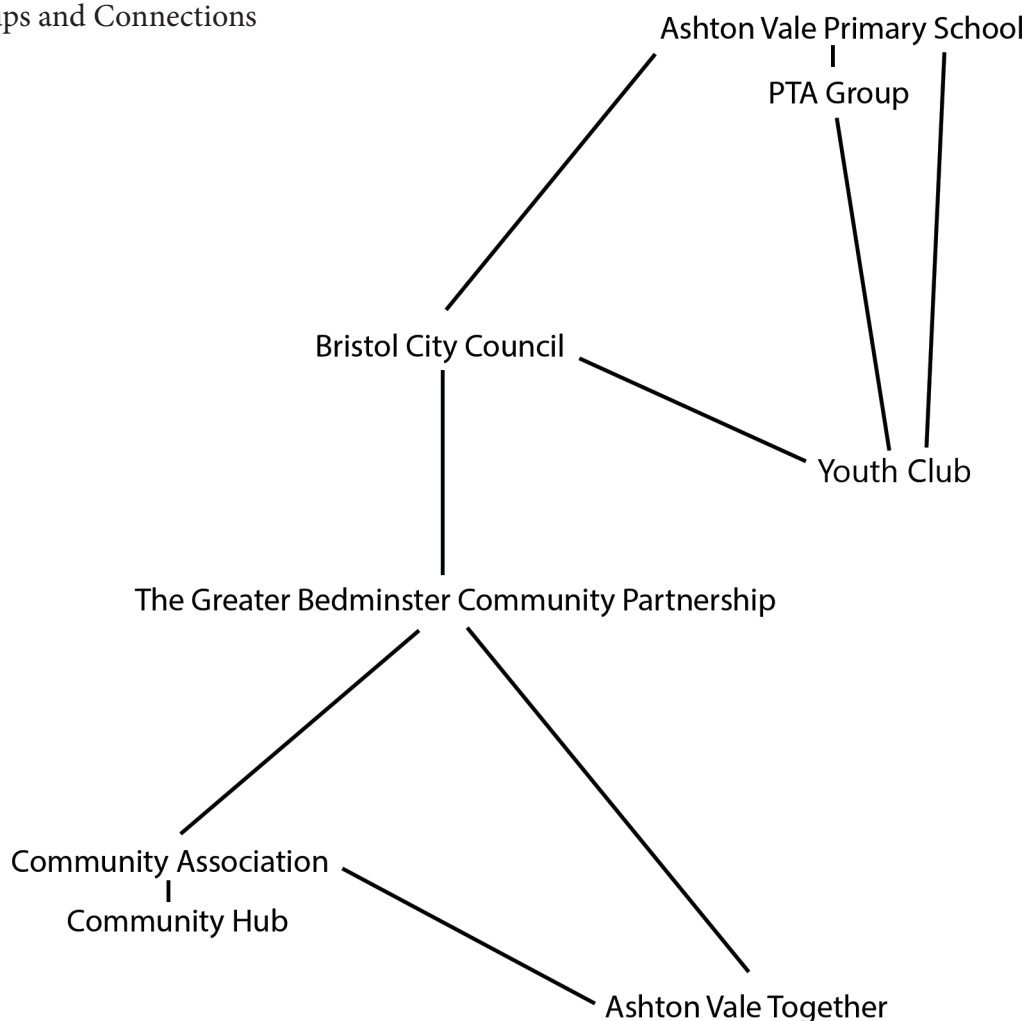 ups and Connections
Ashton Vale Primary School
PTA Group
Bristol City Council
Youth Club
The Greater Bedminster Community Partnership
Community Association
Community Hub
Ashton Vale Together